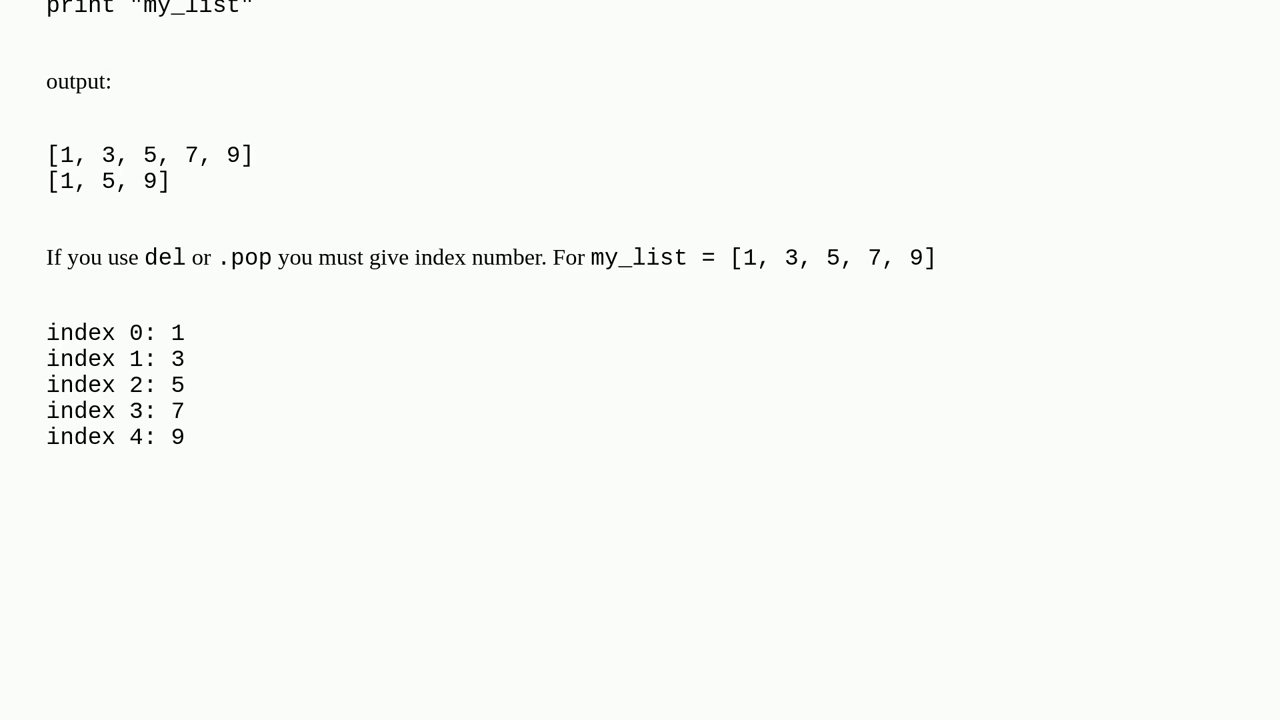 print "my_list"
output:
[1, 3, 5, 7, 9]
[1, 5, 9]
If you use del or .pop you must give index number. For my_list = [1, 3, 5, 7, 9]
index 0: 1
index 1: 3
index 2: 5
index 3: 7
index 4: 9